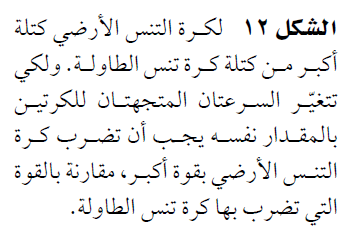 الشكل ١٢ لكرة التنس الأرضي كتلة
أكبر من كتلة كرة تنس الطاولة. ولكي
تتغيّر السرعتان المتجهتان للكرتين
بالمقدار نفسه يجب أن تضرب كرة
التنس الأرضي بقوة أكبر، مقارنة بالقوة
التي تضرب بها كرة تنس الطاولة.